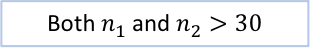 Both n₁ and n₂ > 30